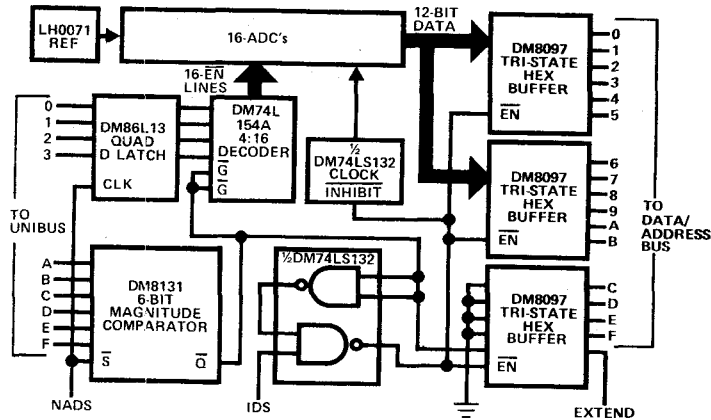 LH0071
REF
16-ADC's
12-BIT
DATA
DM8097
TRI-STATE
HEX
BUFFER
EN
0
1
2
3
4
5
16-EN
LINES
0
1
2
3
DM86L13
QUAD
D LATCH
CLK
DM74L
154A
4:16
DECODER
G
G
½
DM74LS132
CLOCK
INHIBIT
DM8097
TRI-STATE
HEX
BUFFER
EN
6
7
8
9
A
B
TO
UNIBUS
TO
DATA/
ADDRESS
BUS
A
B
C
D
E
F
DM8131
6-BIT
MAGNITUDE
COMPARATOR
S
Q
½DM74LS132
DM8097
TRI-STATE
HEX
BUFFER
EN
C
D
E
F
NADS
IDS
EXTEND